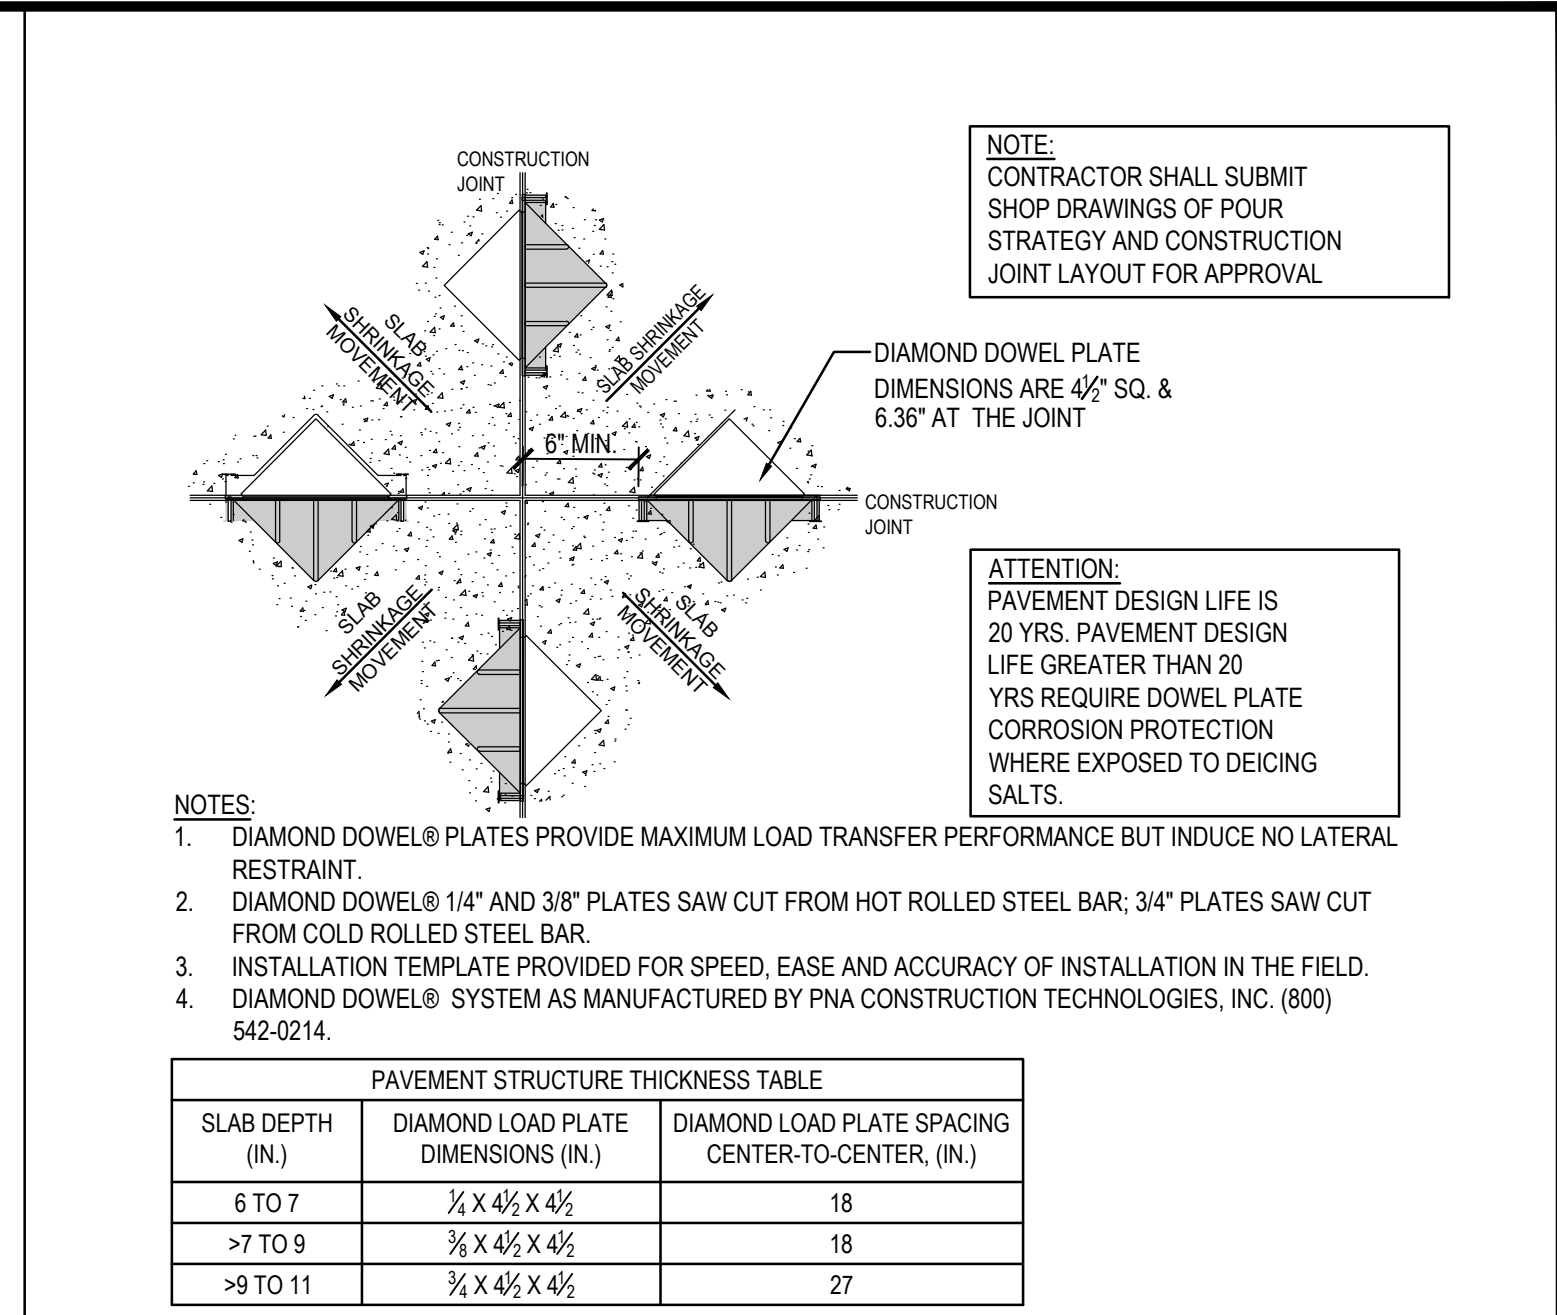 CONSTRUCTION
JOINT
NOTE:
CONTRACTOR SHALL SUBMIT
SHOP DRAWINGS OF POUR
STRATEGY AND CONSTRUCTION
JOINT LAYOUT FOR APPROVAL
SLAB
SHRINKAGE
MOVEMENT
SLAB SHRINKAGE
MOVEMENT
DIAMOND DOWEL PLATE
DIMENSIONS ARE 4½" SQ. &
6.36" AT THE JOINT
6" MIN.
CONSTRUCTION
JOINT
SLAB
SHRINKAGE
MOVEMENT
SLAB
SHRINKAGE
MOVEMENT
ATTENTION:
PAVEMENT DESIGN LIFE IS
20 YRS. PAVEMENT DESIGN
LIFE GREATER THAN 20
YRS REQUIRE DOWEL PLATE
CORROSION PROTECTION
WHERE EXPOSED TO DEICING
SALTS.
NOTES:
1. DIAMOND DOWEL® PLATES PROVIDE MAXIMUM LOAD TRANSFER PERFORMANCE BUT INDUCE NO LATERAL
RESTRAINT.
2. DIAMOND DOWEL® 1/4" AND 3/8" PLATES SAW CUT FROM HOT ROLLED STEEL BAR; 3/4" PLATES SAW CUT
FROM COLD ROLLED STEEL BAR.
3. INSTALLATION TEMPLATE PROVIDED FOR SPEED, EASE AND ACCURACY OF INSTALLATION IN THE FIELD.
4. DIAMOND DOWEL® SYSTEM AS MANUFACTURED BY PNA CONSTRUCTION TECHNOLOGIES, INC. (800)
542-0214.
PAVEMENT STRUCTURE THICKNESS TABLE
SLAB DEPTH
(IN.)
DIAMOND LOAD PLATE
DIMENSIONS (IN.)
DIAMOND LOAD PLATE SPACING
CENTER-TO-CENTER, (IN.)
6 TO 7 ¼ X 4½ X 4½ 18
>7 TO 9 ⅜ X 4½ X 4½ 18
>9 TO 11 ¾ X 4½ X 4½ 27